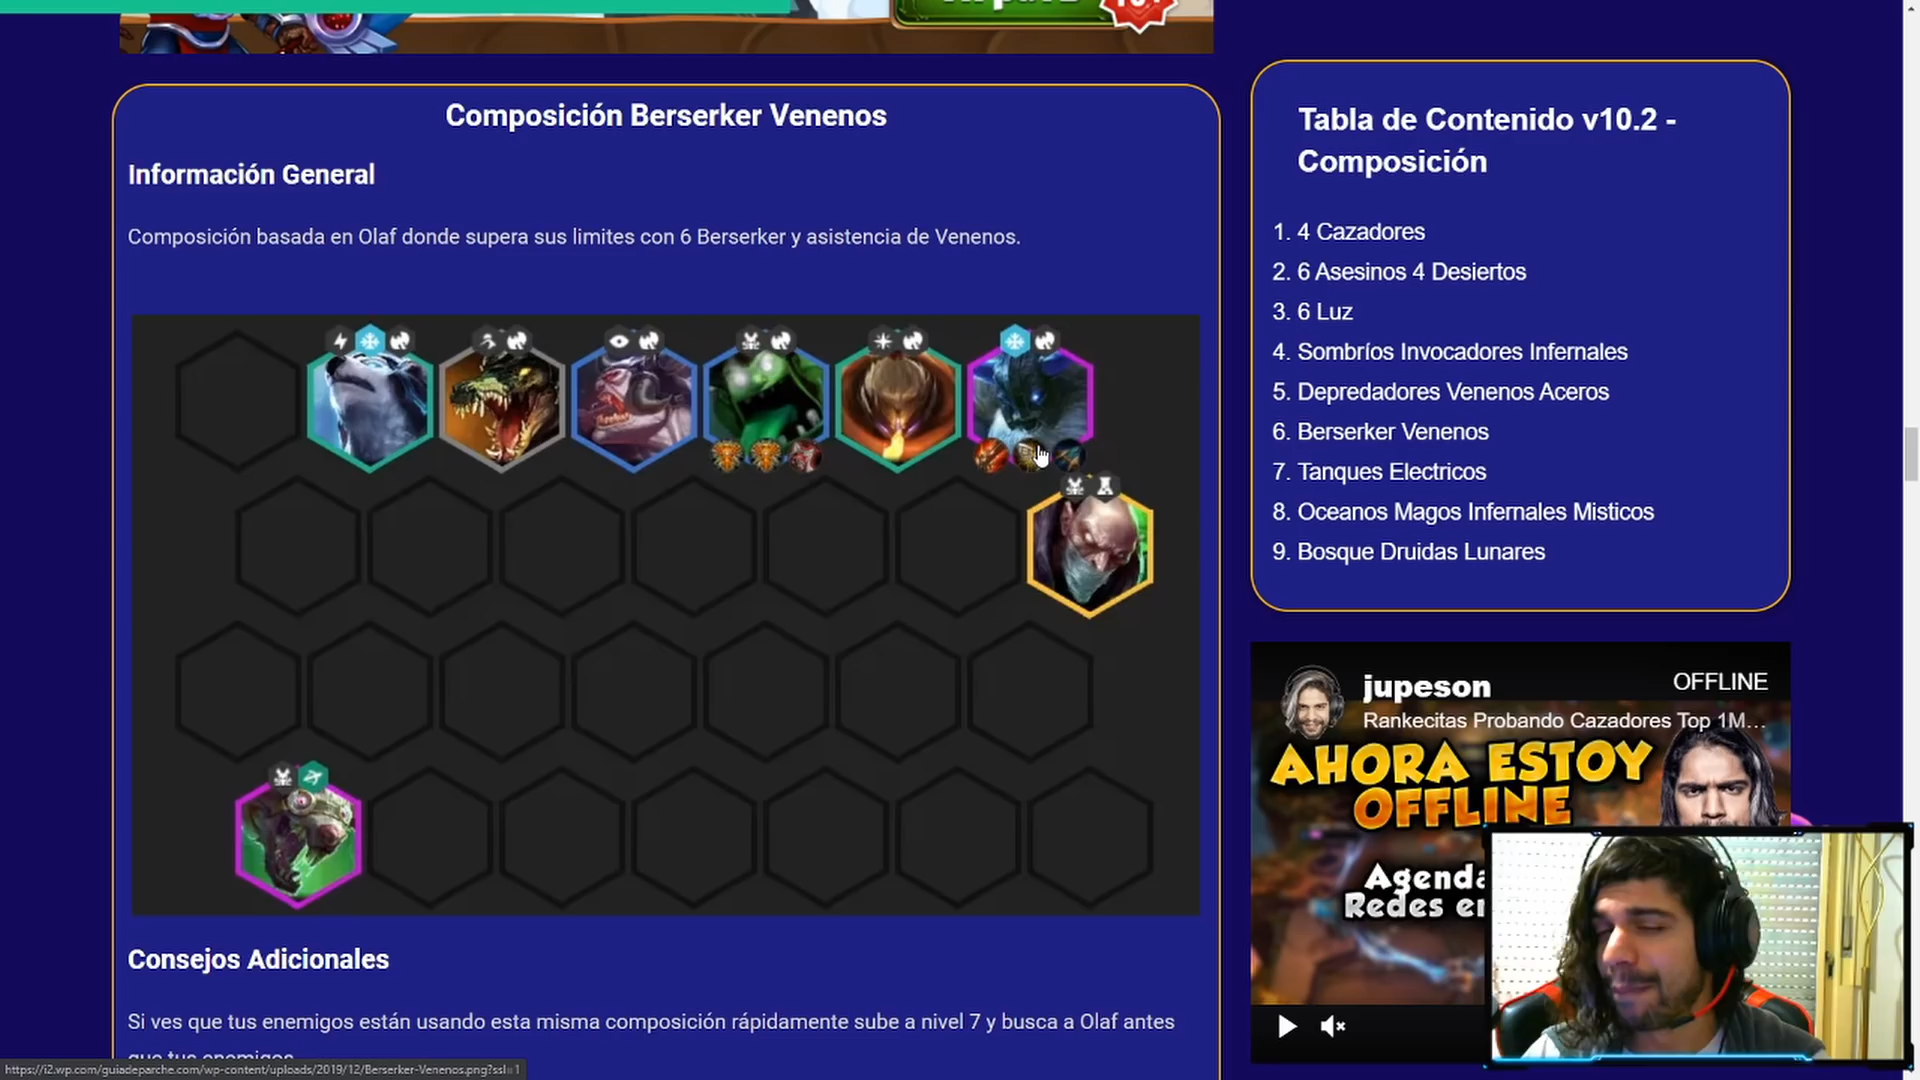 Composición Berserker Venenos
Información General
Composición basada en Olaf donde supera sus limites con 6 Berserker y asistencia de Venenos.
Consejos Adicionales
Si ves que tus enemigos están usando esta misma composición rápidamente sube a nivel 7 y busca a Olaf antes
que tus enemigos.
https://i2.wp.com/guiadeparche.com/wp-content/uploads/2019/12/Berserker-Venenos.png?ssl=1
Tabla de Contenido v10.2 -
Composición
1. 4 Cazadores
2. 6 Asesinos 4 Desiertos
3. 6 Luz
4. Sombríos Invocadores Infernales
5. Depredadores Venenos Aceros
6. Berserker Venenos
7. Tanques Electricos
8. Oceanos Magos Infernales Misticos
9. Bosque Druidas Lunares
jupeson
OFFLINE
Rankecitas Probando Cazadores Top 1M...
AHORA ESTOY
OFFLINE
Agenda
Redes en